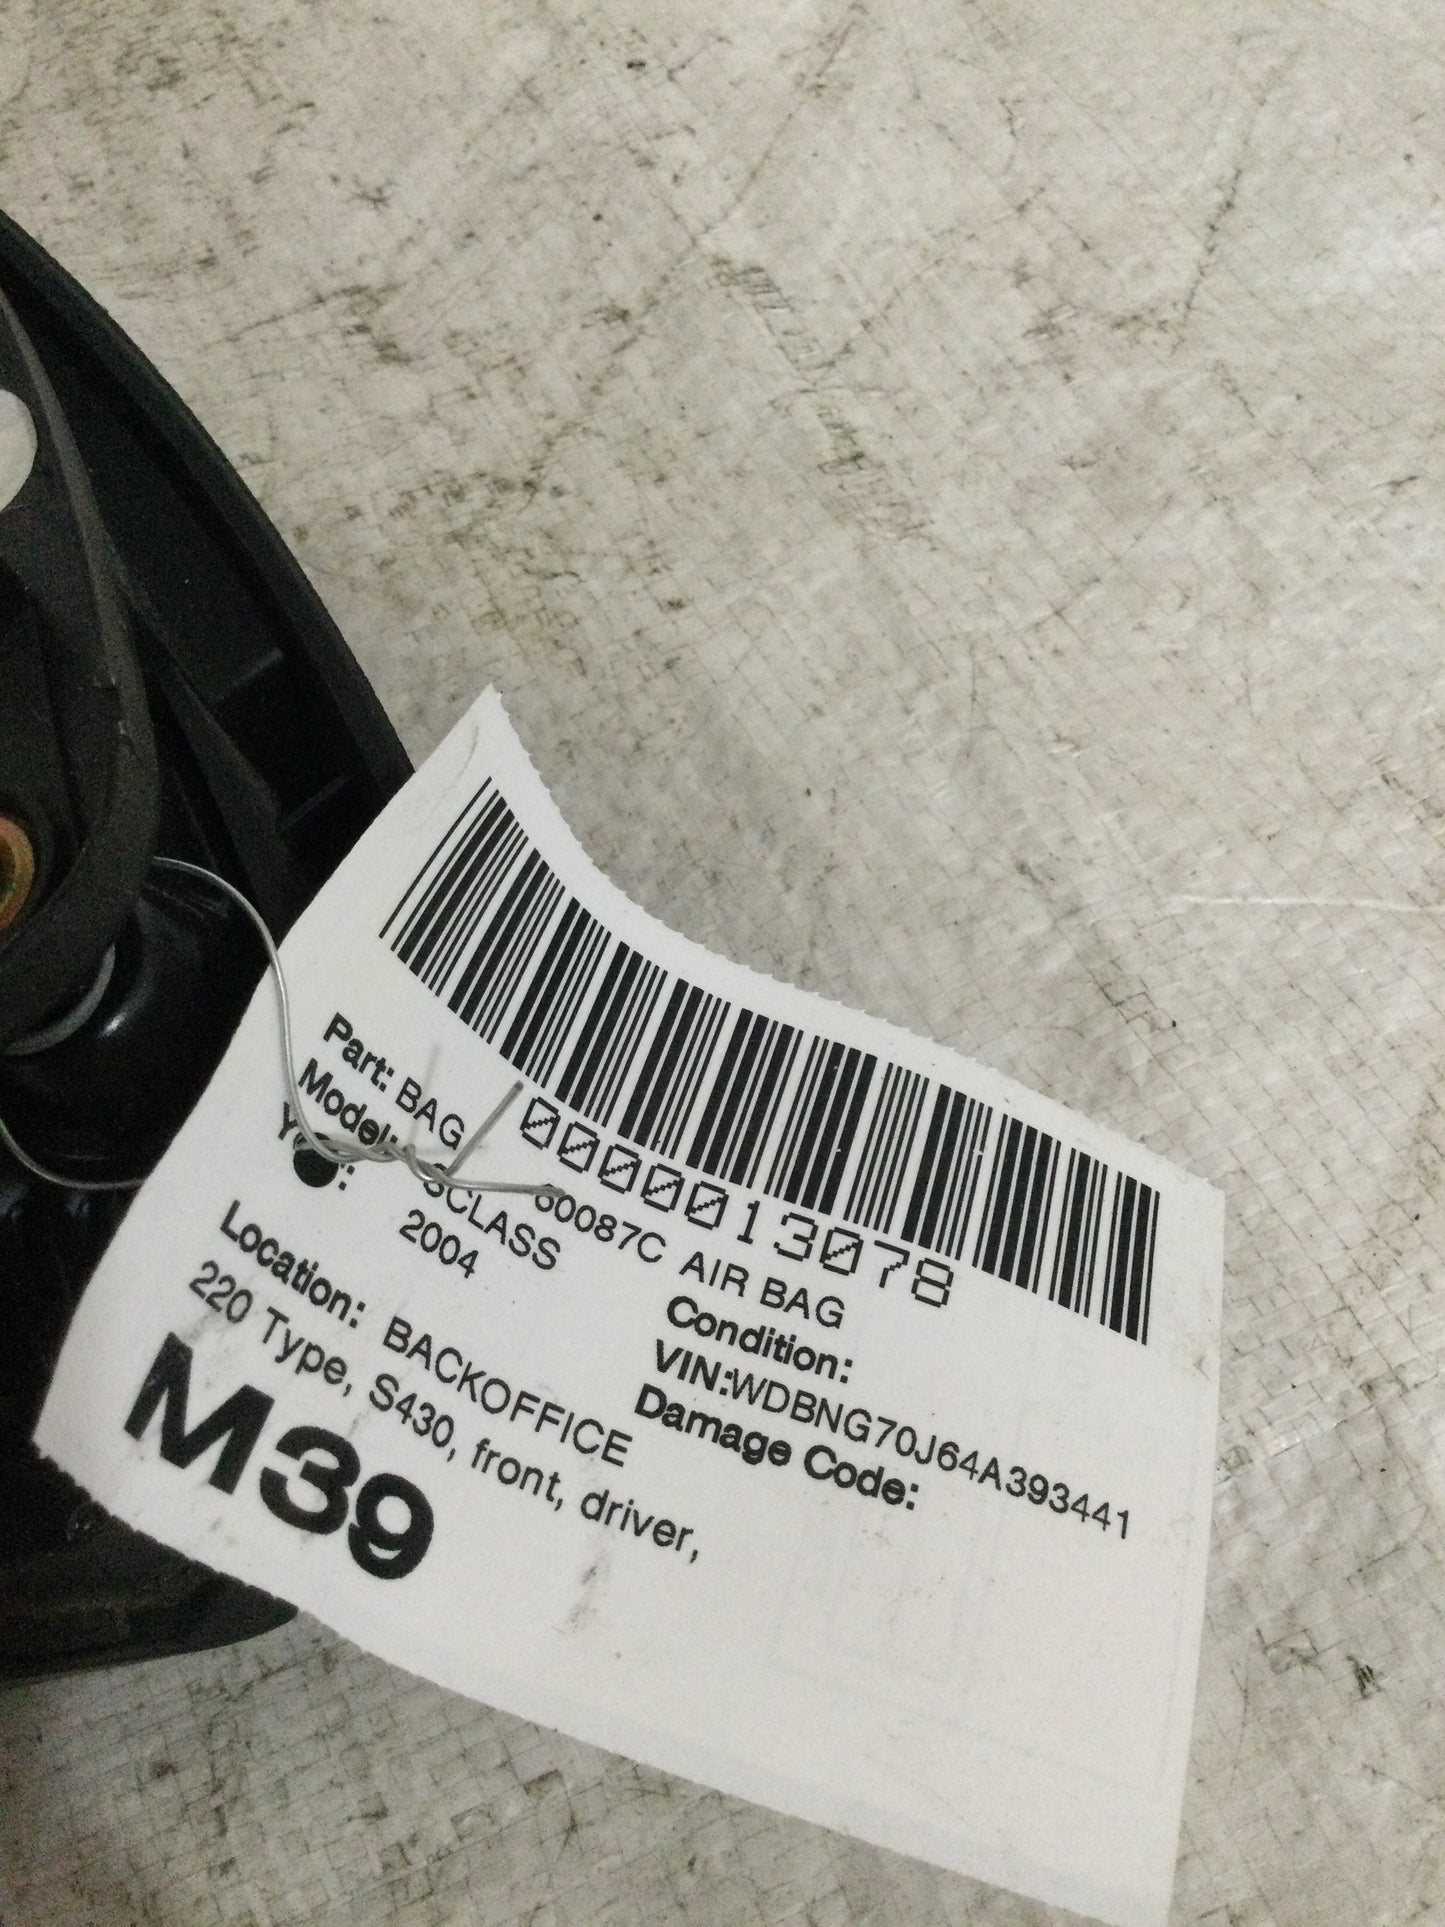 0000013078
Part: BAG 60087C AIR BAG
Model: SCLASS
2004
Condition:
VIN:WDBNG70J64A393441
Damage Code:
Location: BACKOFFICE
220 Type, S430, front, driver,
M39